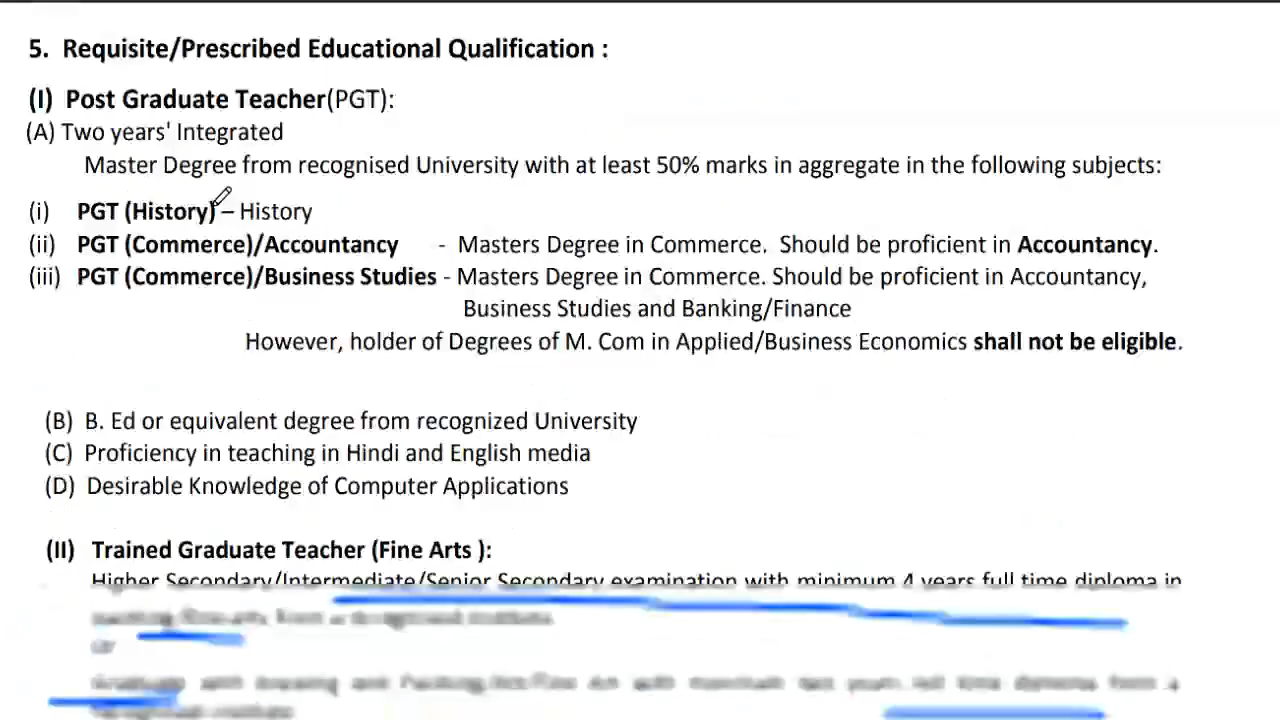 5. Requisite/Prescribed Educational Qualification :
(I) Post Graduate Teacher(PGT):
(A) Two years' Integrated
Master Degree from recognised University with at least 50% marks in aggregate in the following subjects:
(i) PGT (History) – History
(ii) PGT (Commerce)/Accountancy - Masters Degree in Commerce. Should be proficient in Accountancy.
(iii) PGT (Commerce)/Business Studies - Masters Degree in Commerce. Should be proficient in Accountancy,
Business Studies and Banking/Finance
However, holder of Degrees of M. Com in Applied/Business Economics shall not be eligible.
(B) B. Ed or equivalent degree from recognized University
(C) Proficiency in teaching in Hindi and English media
(D) Desirable Knowledge of Computer Applications
(II) Trained Graduate Teacher (Fine Arts ):
Higher Secondary/Intermediate/Senior Secondary examination with minimum 4 years full time diploma in
from a recognised institute.
or